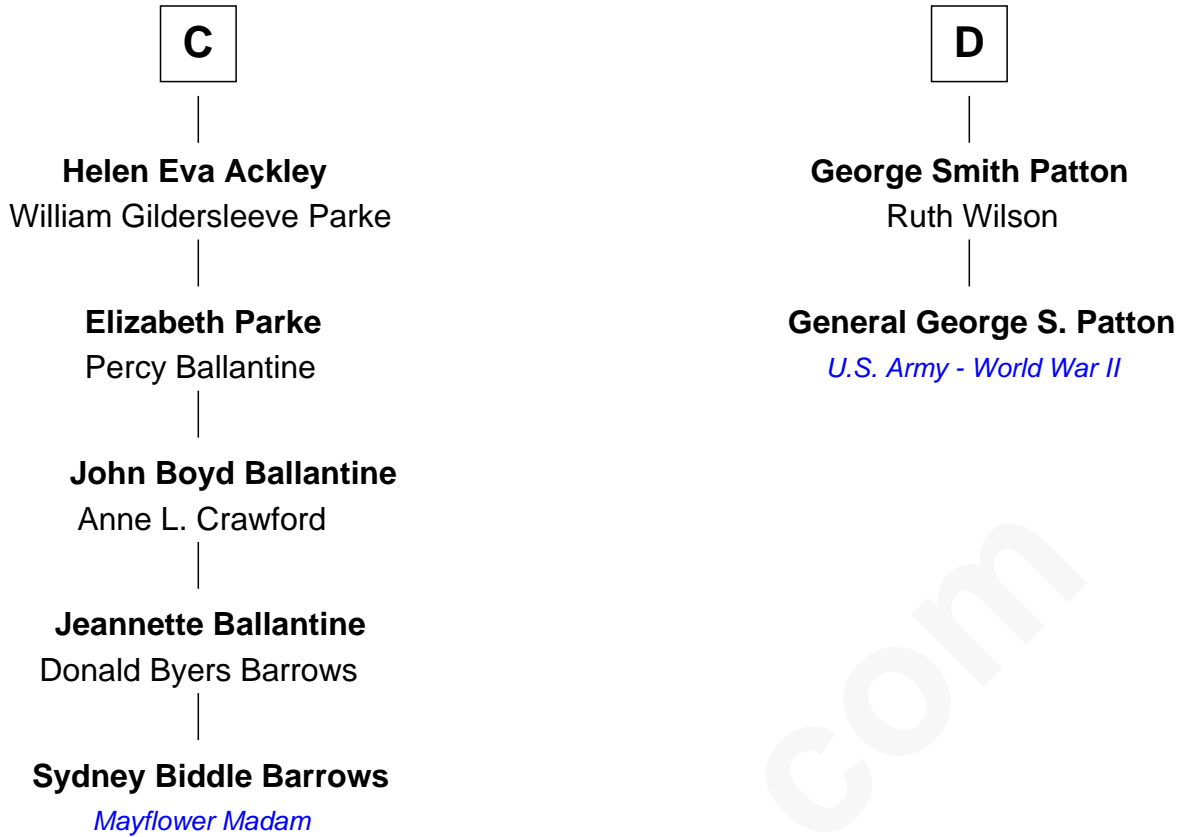 C
Helen Eva Ackley
William Gildersleeve Parke
Elizabeth Parke
Percy Ballantine
John Boyd Ballantine
Anne L. Crawford
Jeannette Ballantine
Donald Byers Barrows
Sydney Biddle Barrows
Mayflower Madam
D
George Smith Patton
Ruth Wilson
General George S. Patton
U.S. Army - World War II
com